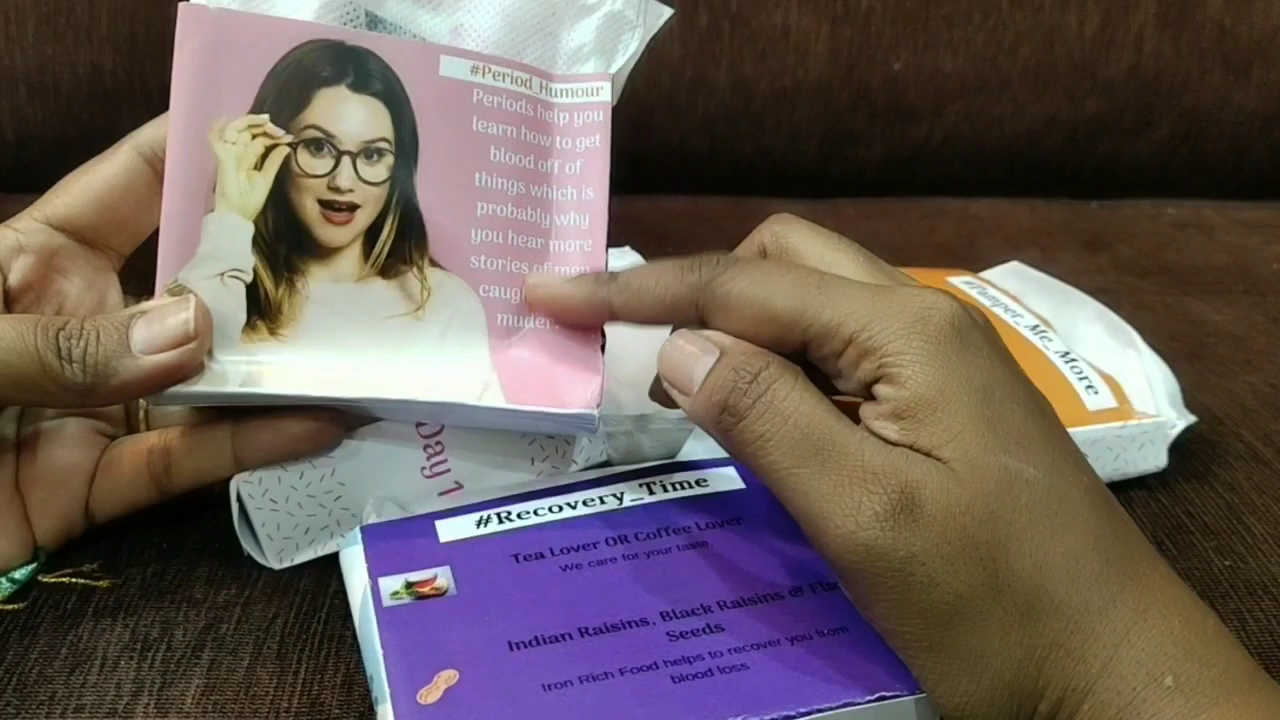 #Period_Humour
Periods help you
learn how to get
blood off of
things which is
probably why
you hear more
stories of men
muder.
#Pamper_Me_More
Lyvd
#Recovery_Time
Tea Lover OR Coffee Lover
We care for your taste.
Indian Raisins, Black Raisins &
Seeds
Iron Rich Food helps to recover you from
blood loss